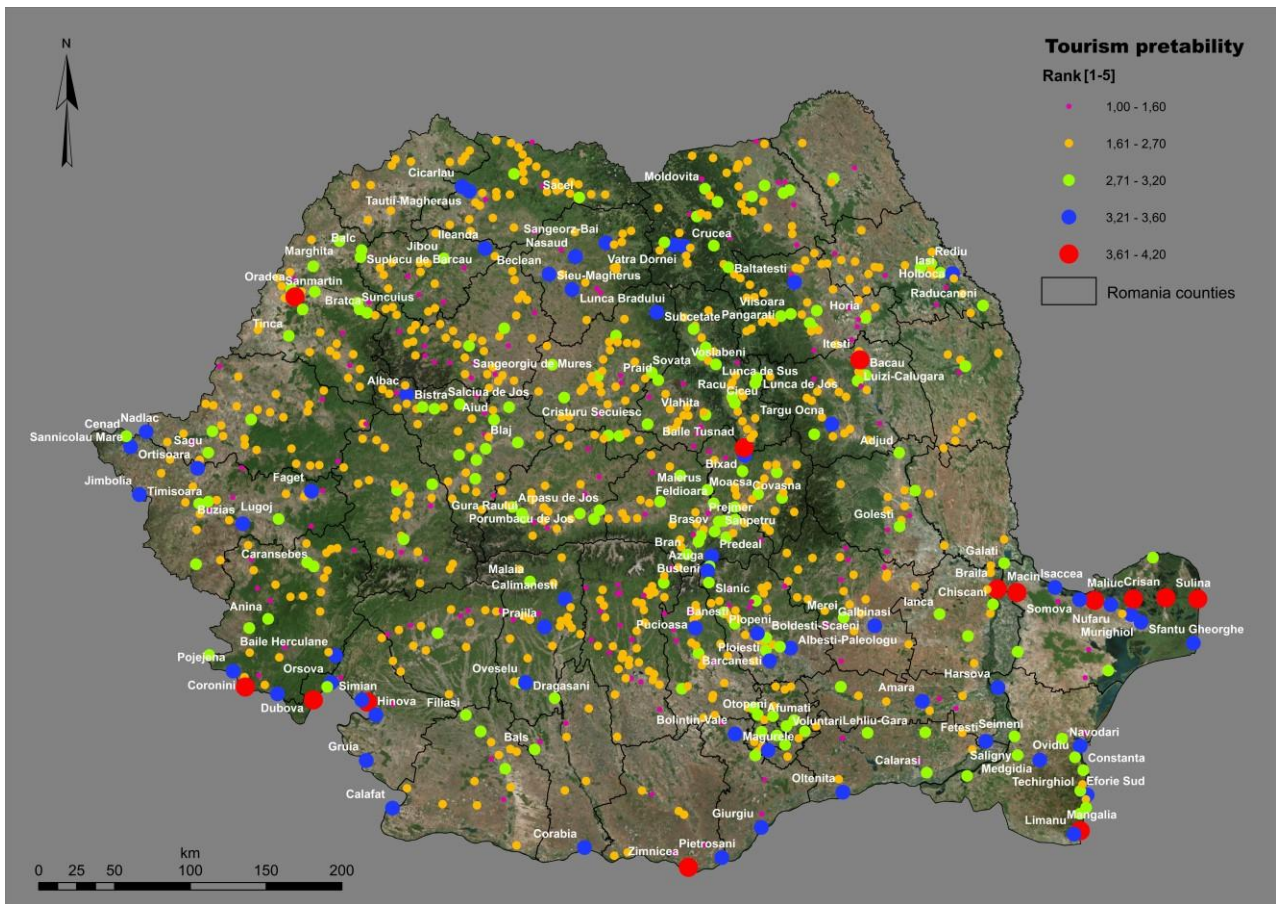 N
Tourism pretability
Rank [1-5]
1,00 - 1,60
1,61 - 2,70
2,71 - 3,20
3,21 - 3,60
3,61 - 4,20
Romania counties
Cicarlau
Sacel
Moldovita
Tautii-Magheraus
Ileanda
Sangeorz-Bai
Crucea
Balc
Jibou
Nasaud
Marghita
Suplacu de Barcau
Beclean
Vatra Dornei
Rediu
Iasi
Oradea
Sanmartin
Sieu-Magherus
Baltatesti
Holboca
Bratca
Suncuius
Lunca Bradului
Viisoara
Horia
Raducaneni
Tinca
Subcetate
Pangarati
Itesti
Voslabeni
Bacau
Sangeorgiu de Mures
Praid
Sovata
Lunca de Sus
Luizi-Calugara
Albac
Bistra
Salciua de Jos
Racu
Ciceu
Lunca de Jos
Aiud
Cristuru Secuiesc
Vlahita
Targu Ocna
Cenad
Nadlac
Blaj
Baile Tusnad
Adjud
Sannicolau Mare
Sagu
Ortisoara
Bixad
Jimbolia
Timisoara
Faget
Maierus
Moacsa
Covasna
Feldioara
Buzias
Lugoj
Gura Raului
Arpasu de Jos
Prejmer
Golesti
Porumbacu de Jos
Brasov
Sanpetru
Caransebes
Bran
Predeal
Azuga
Galati
Malaia
Busteni
Braila
Macin
Isaccea
Maliuc
Crisan
Sulina
Calimanesti
Slanic
Chiscani
Anina
Prajila
Banesti
Plopeni
Merei
Galbinasi
Ianca
Somova
Nufaru
Pucioasa
Boldesti-Scaeni
Murighiol
Sfantu Gheorghe
Baile Herculane
Ploiesti
Albesti-Paleologu
Pojejena
Orsova
Oveselu
Barcanesti
Harsova
Coronini
Simian
Dragasani
Amara
Dubova
Hinova
Filiasi
Otopeni
Afumati
Bolintin-Vale
Voluntari
Lehliu-Gara
Fetesti
Seimeni
Navodari
Gruia
Bals
Magurele
Saligny
Ovidiu
Constanta
Calarasi
Medgidia
Techirghiol
Eforie Sud
Calafat
Oltenita
Giurgiu
Limanu
Mangalia
Corabia
Zimnicea
Pietrosani
km
0 25 50 100 150 200